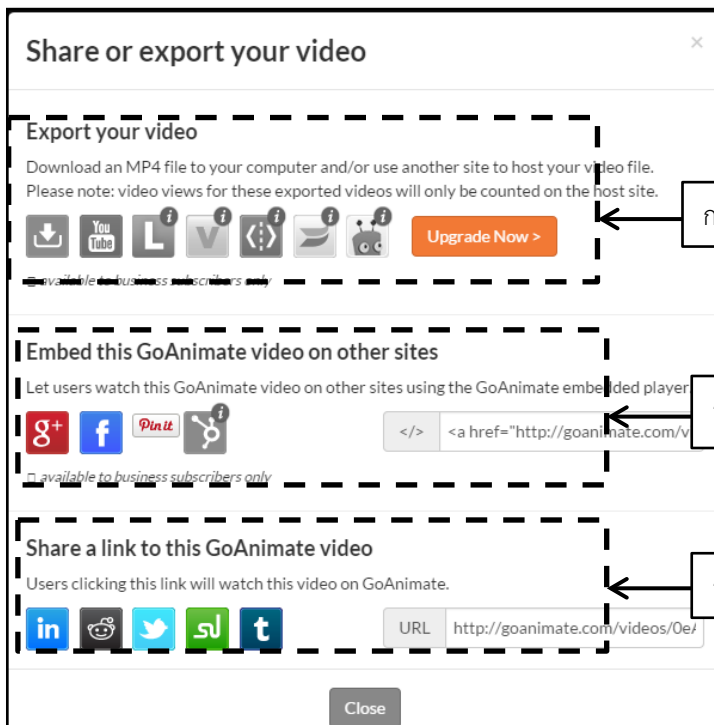 Share or export your video
×
Export your video
Download an MP4 file to your computer and/or use another site to host your video file.
Please note: video views for these exported videos will only be counted on the host site.
You Tube L i V i i i i
Upgrade Now >
available to business subscribers only
Embed this GoAnimate video on other sites
Let users watch this GoAnimate video on other sites using the GoAnimate embedded player.
g+ f Pin it i
</> <a href="http://goanimate.com/v
available to business subscribers only
Share a link to this GoAnimate video
Users clicking this link will watch this video on GoAnimate.
in t
URL http://goanimate.com/videos/0eA
Close